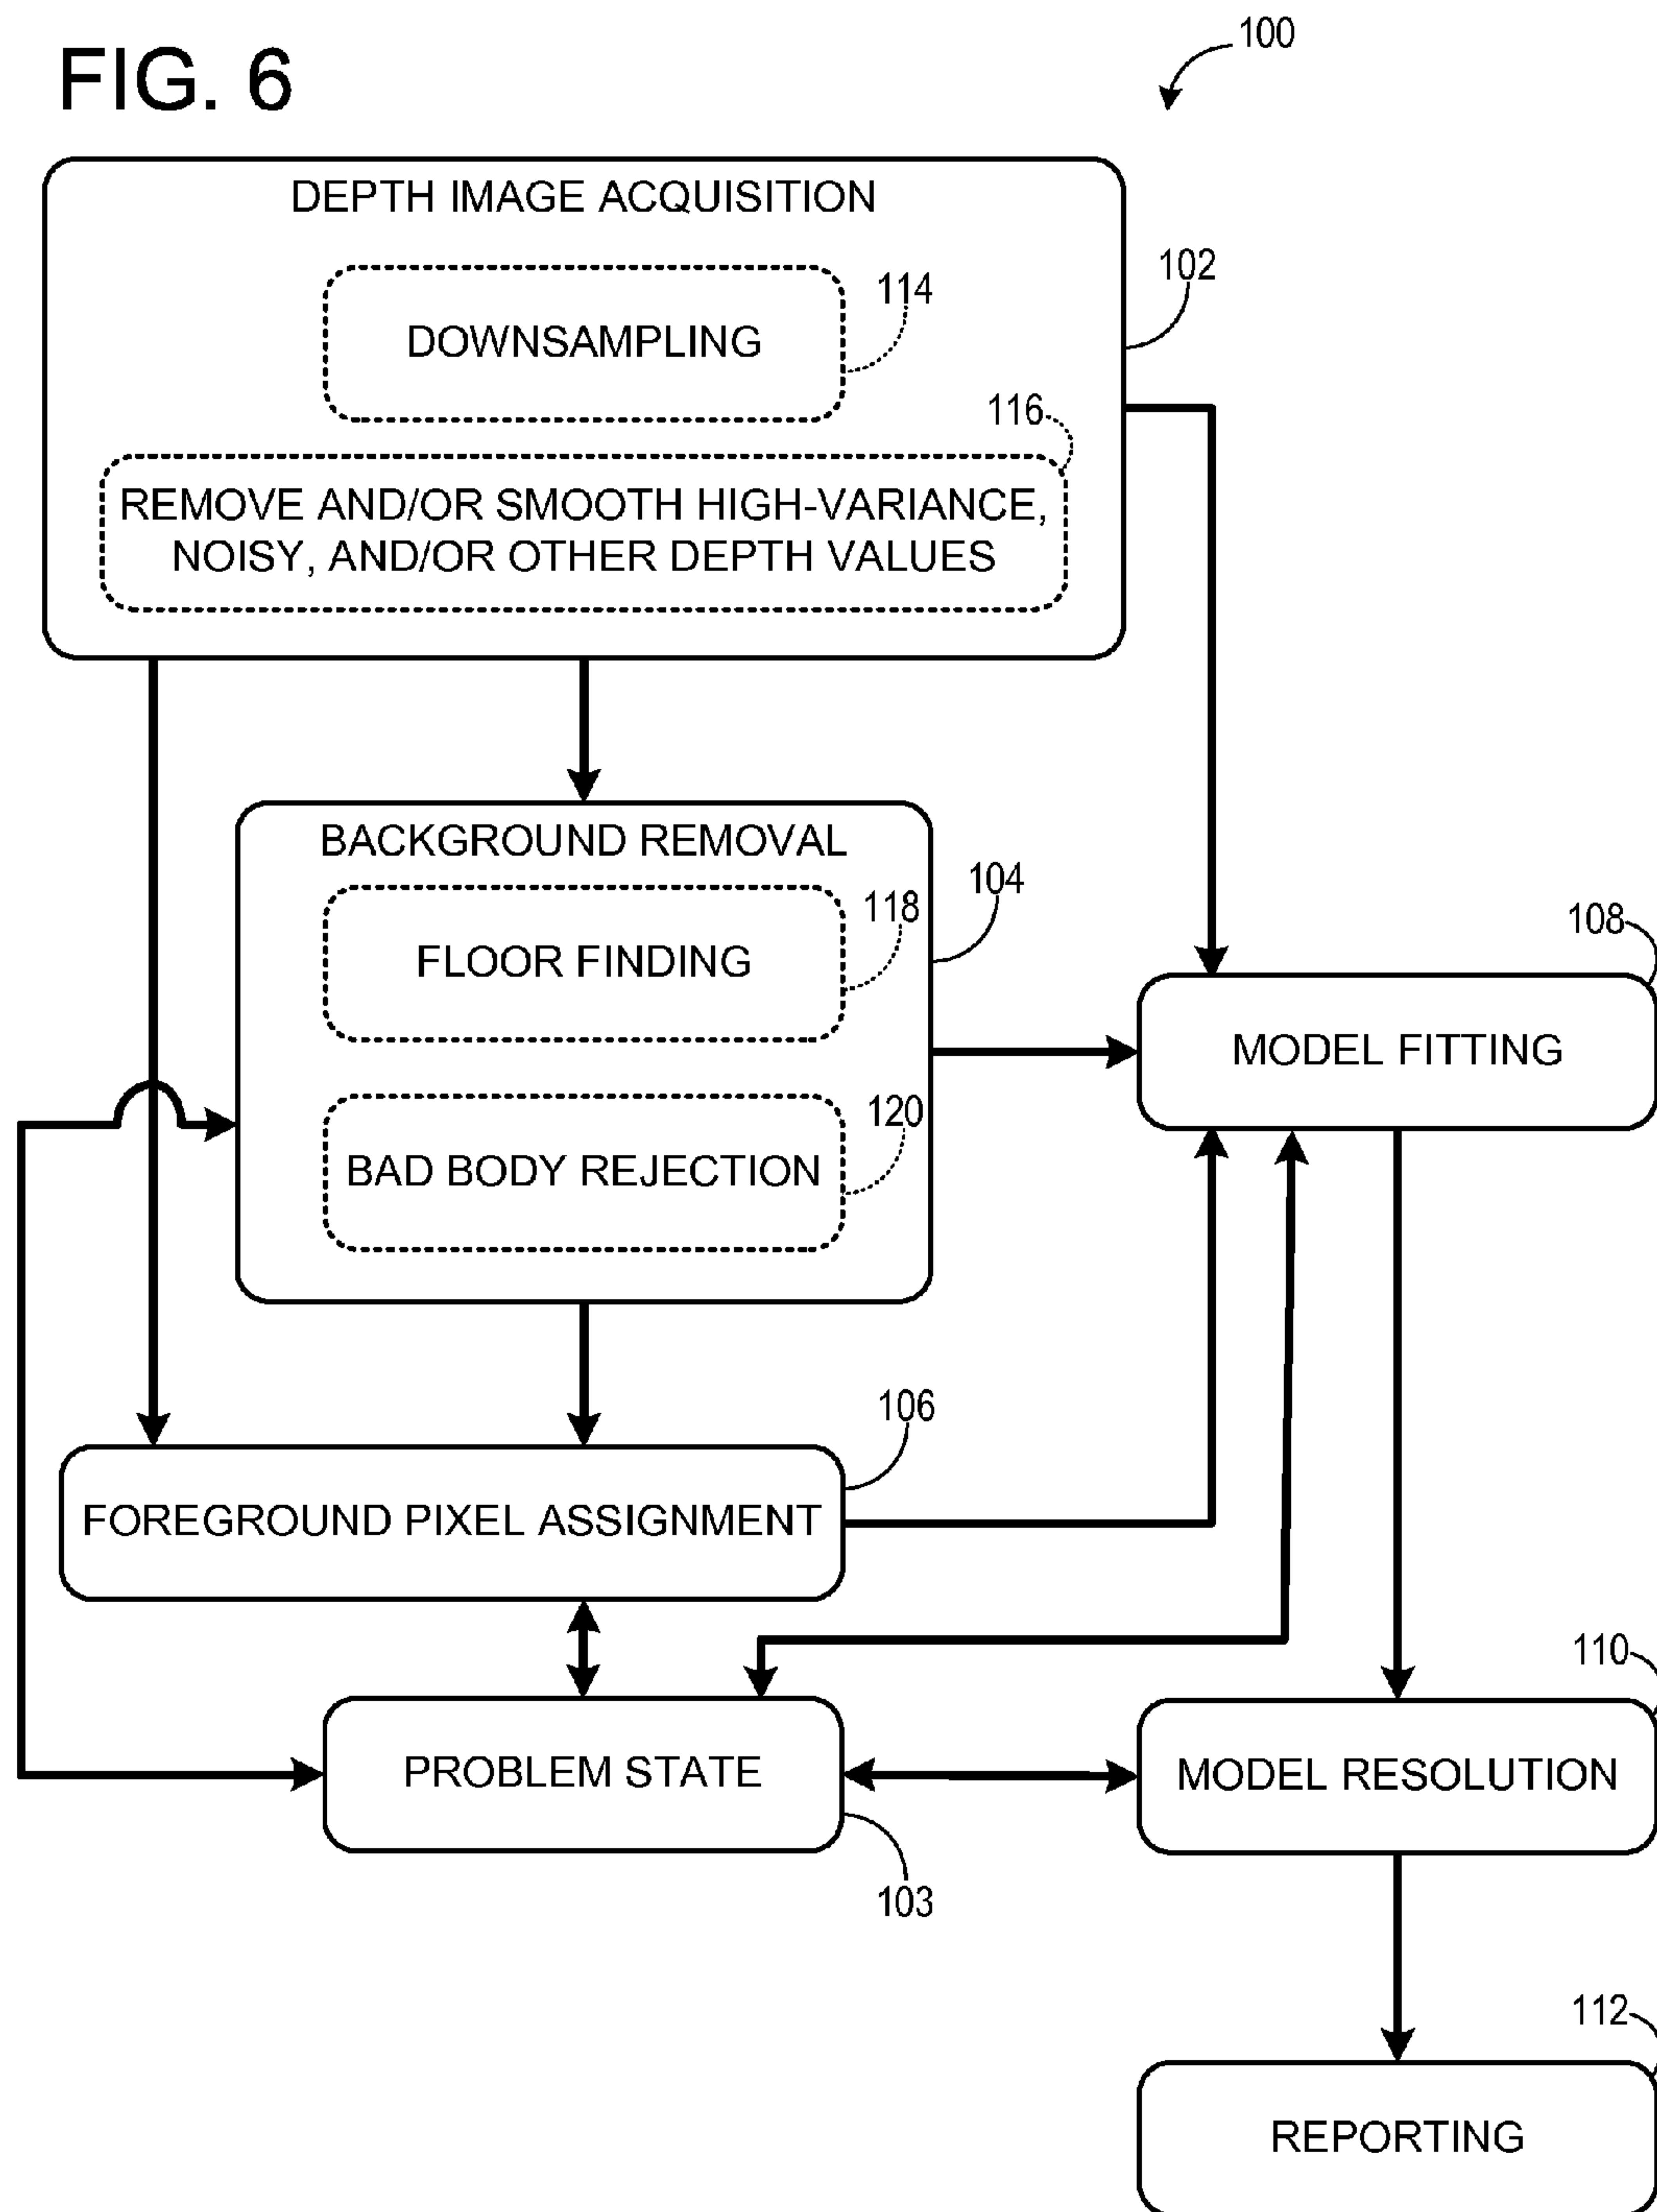 FIG. 6
100
DEPTH IMAGE ACQUISITION
102
DOWNSAMPLING
114
116
REMOVE AND/OR SMOOTH HIGH-VARIANCE,
NOISY, AND/OR OTHER DEPTH VALUES
BACKGROUND REMOVAL
104
FLOOR FINDING
118
108
MODEL FITTING
BAD BODY REJECTION
120
106
FOREGROUND PIXEL ASSIGNMENT
110
PROBLEM STATE
MODEL RESOLUTION
103
112
REPORTING